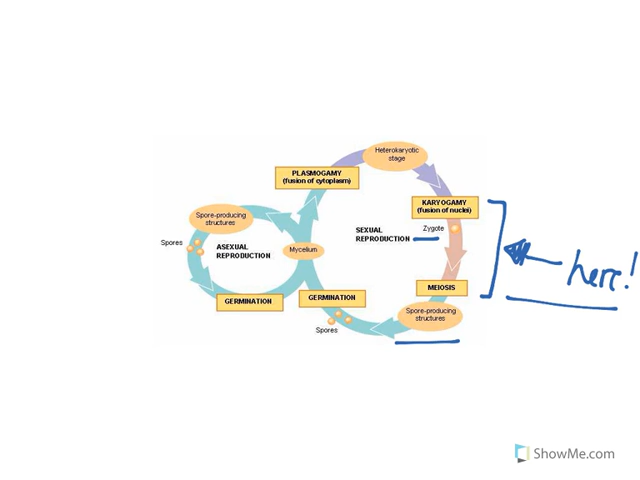 Heterokaryotic
stage
PLASMOGAMY
(fusion of cytoplasm)
KARYOGAMY
(fusion of nuclei)
Spore-producing
structures
Zygote
SEXUAL
REPRODUCTION
Spores
ASEXUAL
REPRODUCTION
Mycelium
here!
MEIOSIS
GERMINATION
GERMINATION
Spore-producing
structures
Spores
ShowMe.com